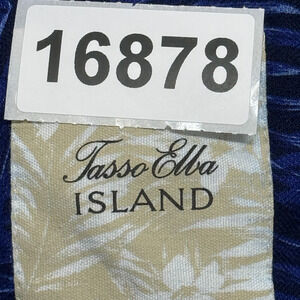 16878
Tasso Elba
ISLAND